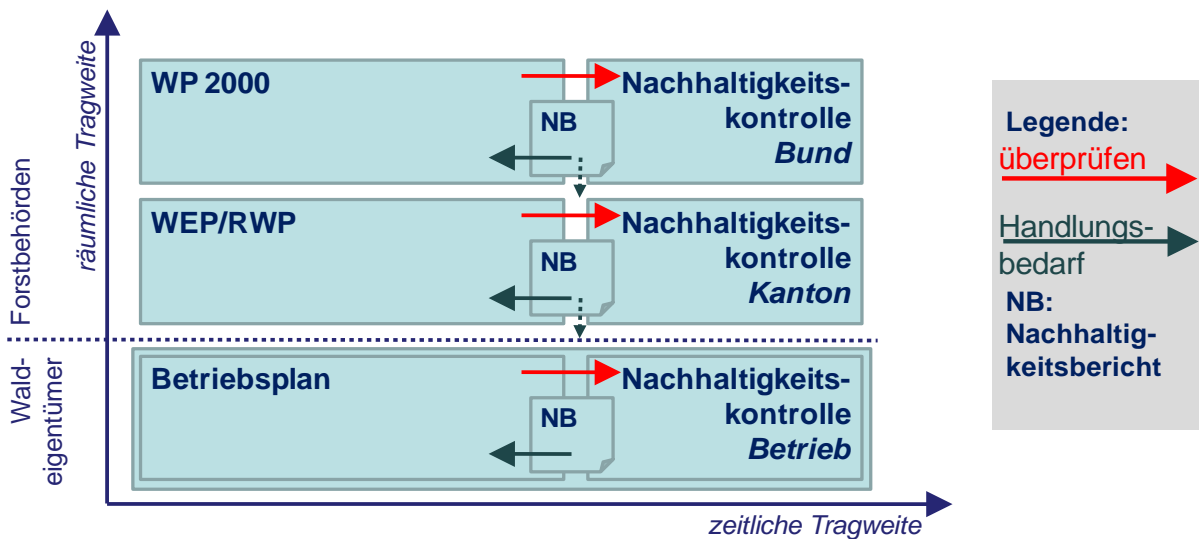 räumliche Tragweite
Forstbehörden
Wald-
eigentümer
WP 2000
Nachhaltigkeits-
kontrolle
Bund
NB
WEP/RWP
Nachhaltigkeits-
kontrolle
Kanton
NB
Betriebsplan
Nachhaltigkeits-
kontrolle
Betrieb
NB
zeitliche Tragweite
Legende:
überprüfen
Handlungs-
bedarf
NB:
Nachhaltig-
keitsbericht